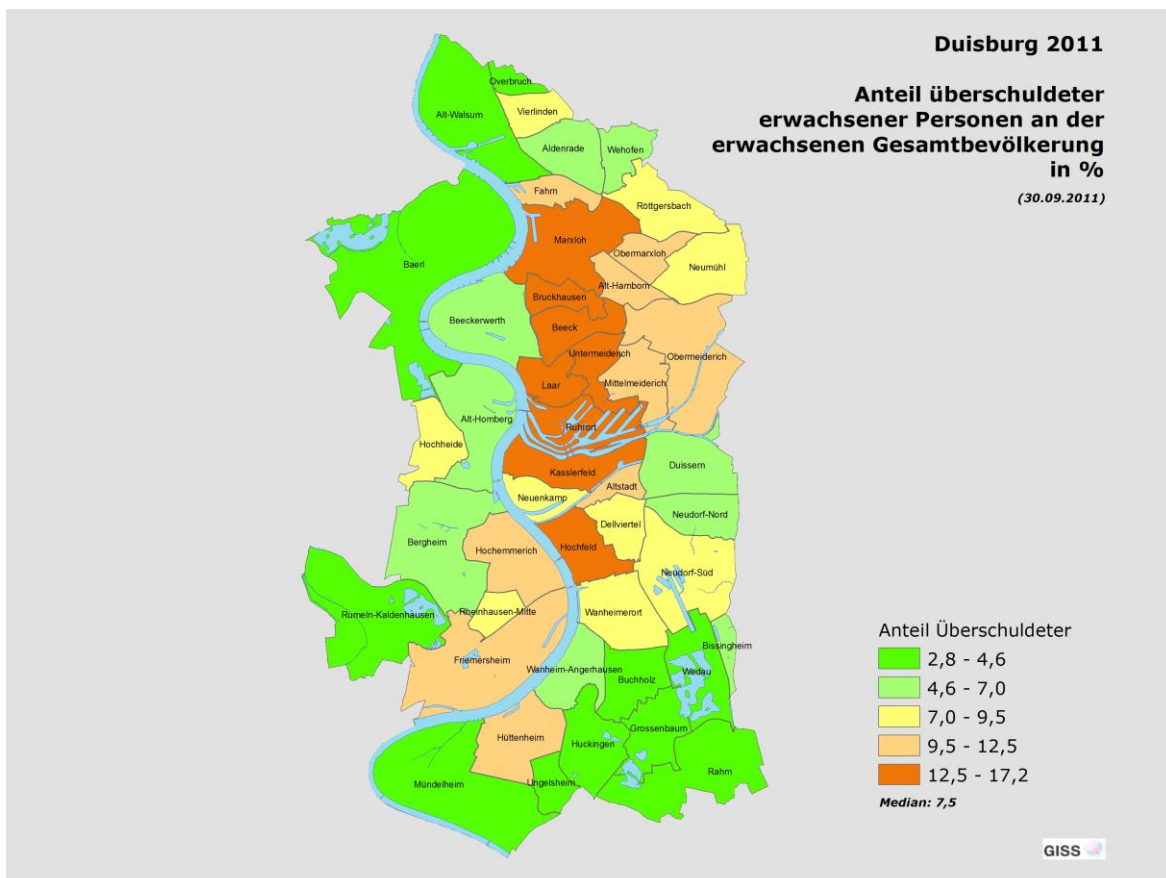 Duisburg 2011
Anteil überschuldeter
erwachsener Personen an der
erwachsenen Gesamtbevölkerung
in %
(30.09.2011)
Overbruch
Alt-Walsum
Vierlinden
Aldenrade
Wehofen
Fahrn
Röttgersbach
Marxloh
Obermarxloh
Neumühl
Baerl
Alt-Hamborn
Bruckhausen
Beeckerwerth
Beeck
Untermeiderich
Obermeiderich
Laar
Mittelmeiderich
Alt-Homberg
Ruhrort
Hochheide
Duissern
Kasslerfeld
Altstadt
Neuenkamp
Neudorf-Nord
Dellviertel
Bergheim
Hochemmerich
Hochfeld
Neudorf-Süd
Rheinhausen-Mitte
Wanheimerort
Rumeln-Kaldenhausen
Bissingheim
Friemersheim
Wanheim-Angerhausen
Wedau
Buchholz
Grossenbaum
Hüttenheim
Huckingen
Rahm
Mündelheim
Ungelsheim
Anteil Überschuldeter
2,8 - 4,6
4,6 - 7,0
7,0 - 9,5
9,5 - 12,5
12,5 - 17,2
Median: 7,5
GISS